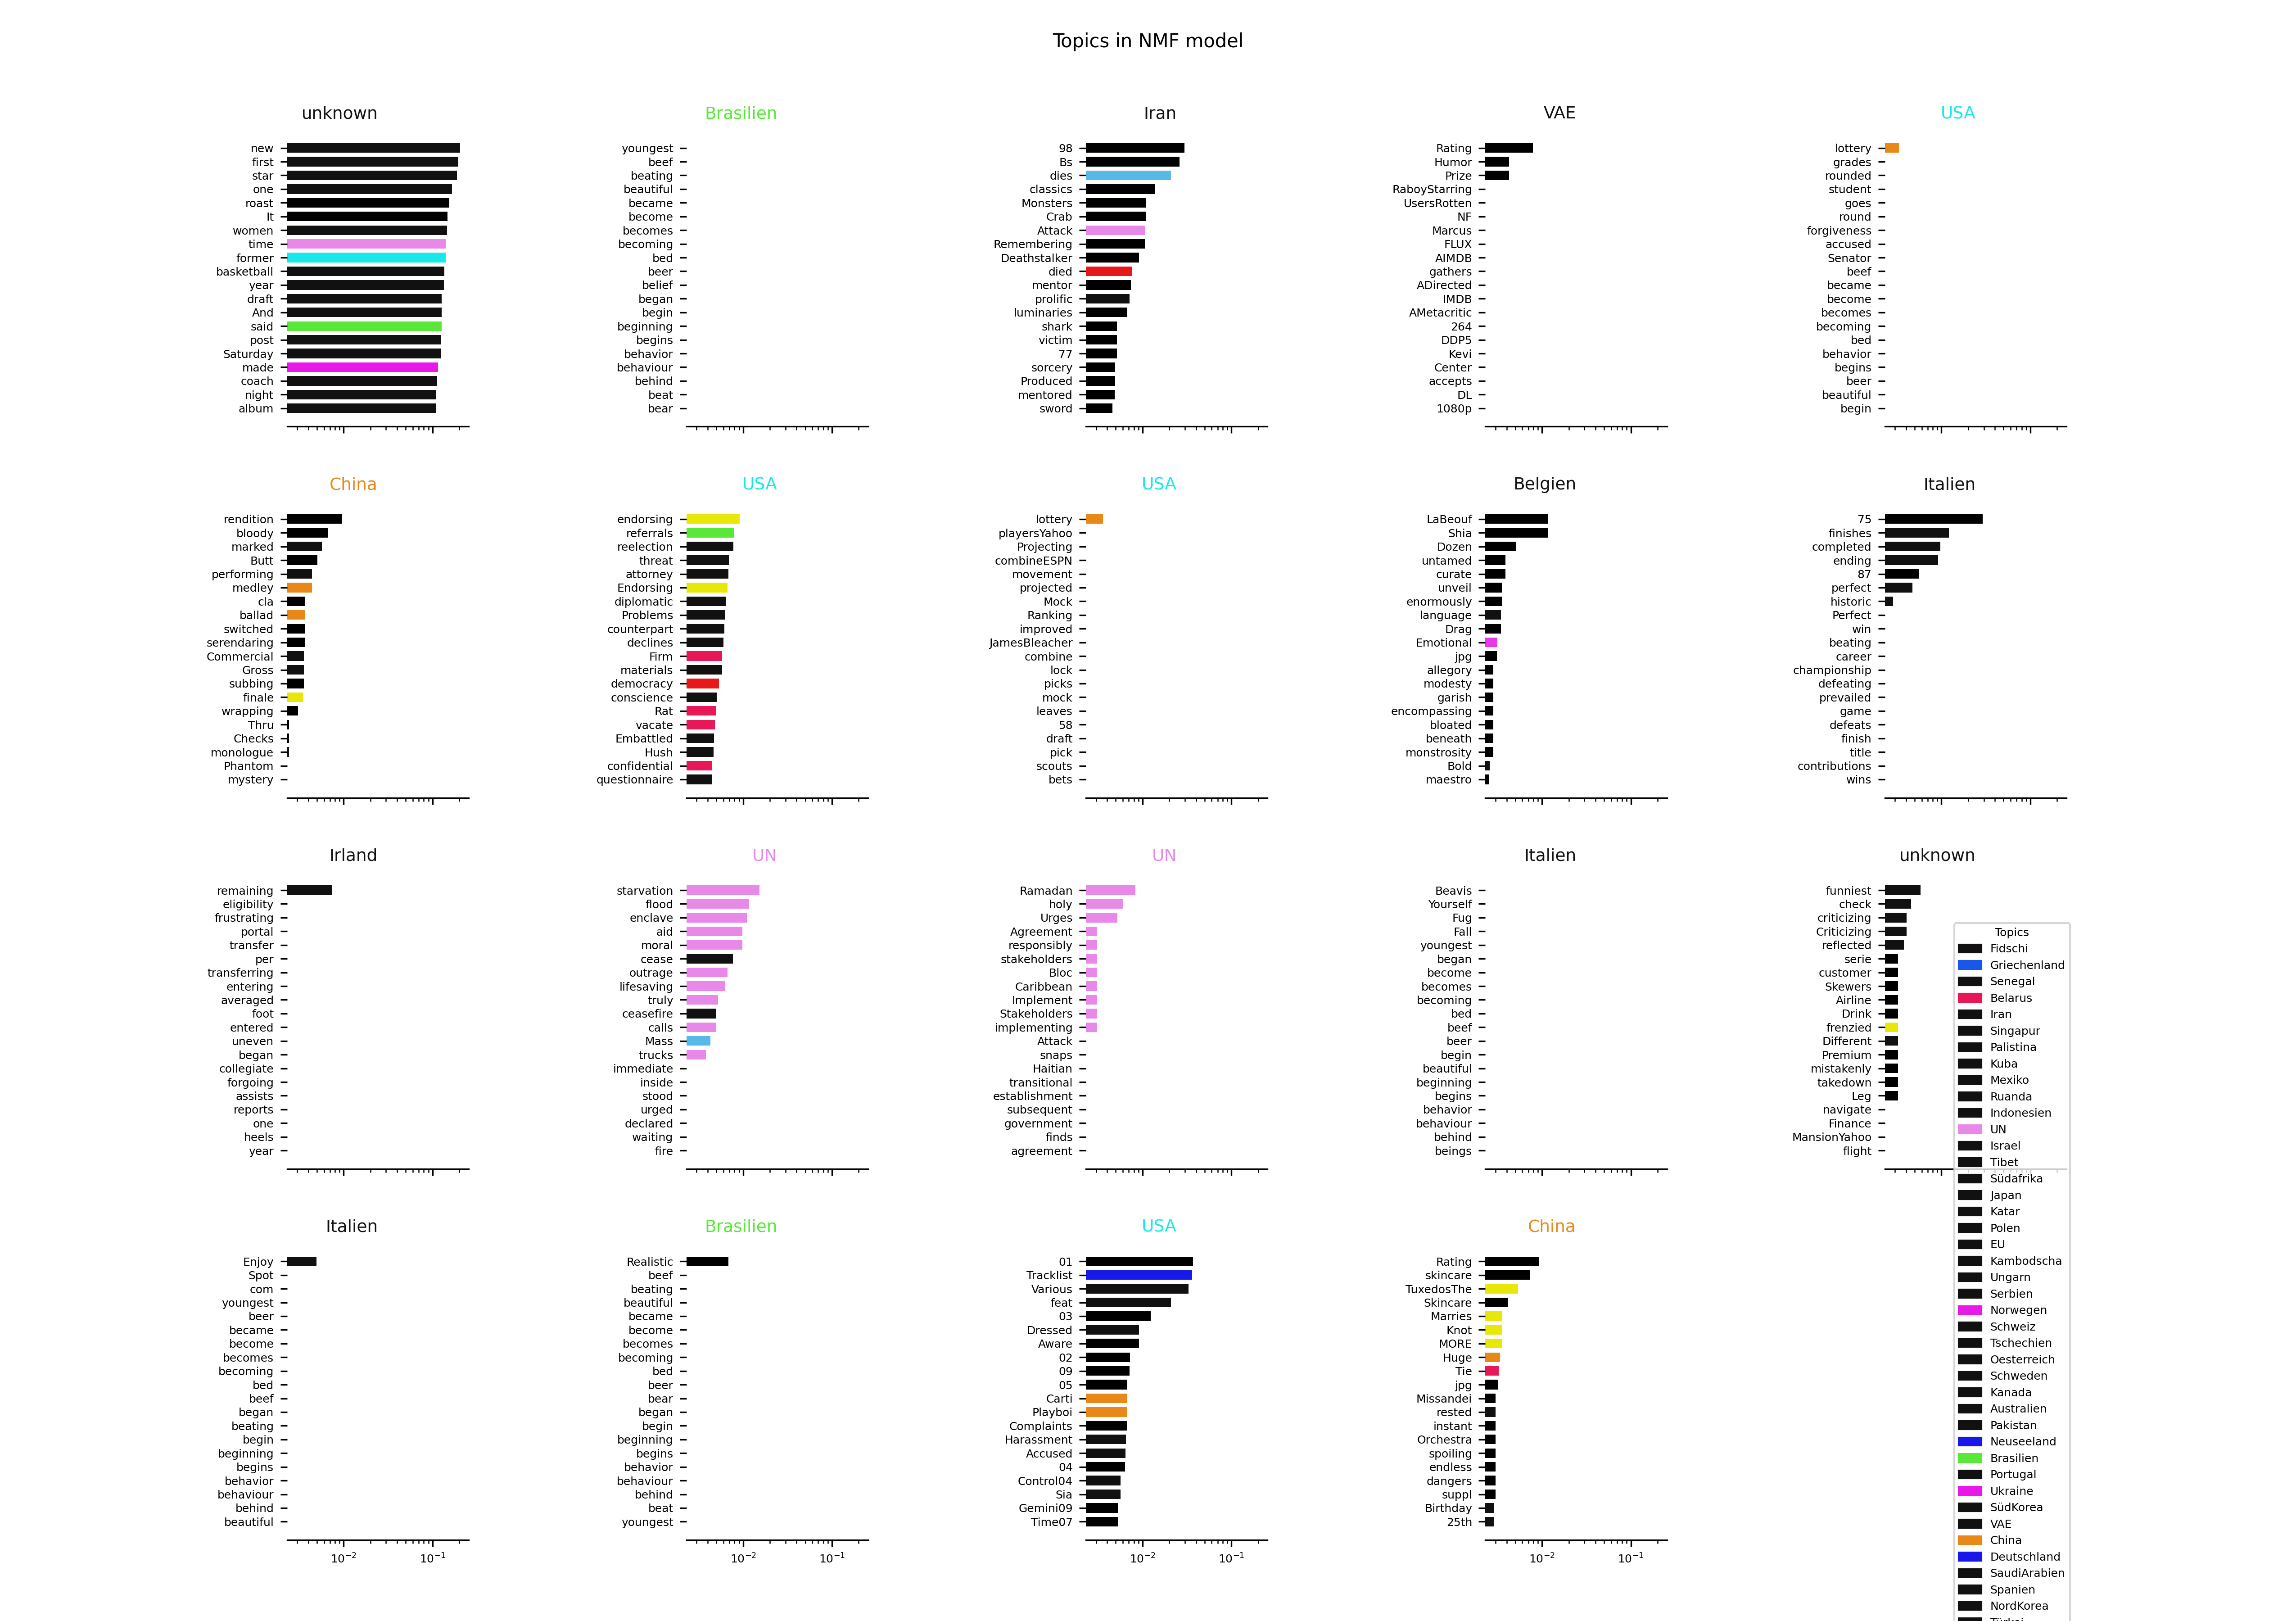 Topics in NMF model
unknown
new
first
star
one
roast
It
women
time
former
basketball
year
draft
And
said
post
Saturday
made
coach
night
album
Brasilien
youngest
beef
beating
beautiful
became
become
becomes
becoming
bed
beer
belief
began
begin
beginning
begins
behavior
behaviour
behind
beat
bear
Iran
98
Bs
dies
classics
Monsters
Crab
Attack
Remembering
Deathstalker
died
mentor
prolific
luminaries
shark
victim
77
sorcery
Produced
mentored
sword
VAE
Rating
Humor
Prize
RaboyStarring
UsersRotten
NF
Marcus
FLUX
AIMDB
gathers
ADirected
IMDB
AMetacritic
264
DDP5
Kevi
Center
accepts
DL
1080p
USA
lottery
grades
rounded
student
goes
round
forgiveness
accused
Senator
beef
became
become
becomes
becoming
bed
behavior
begins
beer
beautiful
begin
China
rendition
bloody
marked
Butt
performing
medley
cla
ballad
switched
serendaring
Commercial
Gross
subbing
finale
wrapping
Thru
Checks
monologue
Phantom
mystery
USA
endorsing
referrals
reelection
threat
attorney
Endorsing
diplomatic
Problems
counterpart
declines
Firm
materials
democracy
conscience
Rat
vacate
Embattled
Hush
confidential
questionnaire
USA
lottery
playersYahoo
Projecting
combineESPN
movement
projected
Mock
Ranking
improved
JamesBleacher
combine
lock
picks
mock
leaves
58
draft
pick
scouts
bets
Belgien
LaBeouf
Shia
Dozen
untamed
curate
unveil
enormously
language
Drag
Emotional
jpg
allegory
modesty
garish
encompassing
bloated
beneath
monstrosity
Bold
maestro
Italien
75
finishes
completed
ending
87
perfect
historic
Perfect
win
beating
career
championship
defeating
prevailed
game
defeats
finish
title
contributions
wins
Irland
remaining
eligibility
frustrating
portal
transfer
per
transferring
entering
averaged
foot
entered
uneven
began
collegiate
forgoing
assists
reports
one
heels
year
UN
starvation
flood
enclave
aid
moral
cease
outrage
lifesaving
truly
ceasefire
calls
Mass
trucks
immediate
inside
stood
urged
declared
waiting
fire
UN
Ramadan
holy
Urges
Agreement
responsibly
stakeholders
Bloc
Caribbean
Implement
Stakeholders
implementing
Attack
snaps
Haitian
transitional
establishment
subsequent
government
finds
agreement
Italien
Beavis
Yourself
Fug
Fall
youngest
began
become
becomes
becoming
bed
beef
beer
begin
beautiful
beginning
begins
behavior
behaviour
behind
beings
unknown
funniest
check
criticizing
Criticizing
reflected
serie
customer
Skewers
Airline
Drink
frenzied
Different
Premium
mistakenly
takedown
Leg
navigate
Finance
MansionYahoo
flight
Italien
Enjoy
Spot
com
youngest
beer
became
become
becomes
becoming
bed
beef
began
beating
begin
beginning
begins
behavior
behaviour
behind
beautiful
10⁻² 10⁻¹
Brasilien
Realistic
beef
beating
beautiful
became
become
becomes
becoming
bed
beer
bear
began
begin
beginning
begins
behavior
behaviour
behind
beat
youngest
10⁻² 10⁻¹
USA
01
Tracklist
Various
feat
03
Dressed
Aware
02
09
05
Carti
Playboi
Complaints
Harassment
Accused
04
Control04
Sia
Gemini09
Time07
10⁻² 10⁻¹
China
Rating
skincare
TuxedosThe
Skincare
Marries
Knot
MORE
Huge
Tie
jpg
Missandei
rested
instant
Orchestra
spoiling
endless
dangers
suppl
Birthday
25th
10⁻² 10⁻¹
Topics
Fidschi
Griechenland
Senegal
Belarus
Iran
Singapur
Palistina
Kuba
Mexiko
Ruanda
Indonesien
UN
Israel
Tibet
Südafrika
Japan
Katar
Polen
EU
Kambodscha
Ungarn
Serbien
Norwegen
Schweiz
Tschechien
Oesterreich
Schweden
Kanada
Australien
Pakistan
Neuseeland
Brasilien
Portugal
Ukraine
SüdKorea
VAE
China
Deutschland
SaudiArabien
Spanien
NordKorea